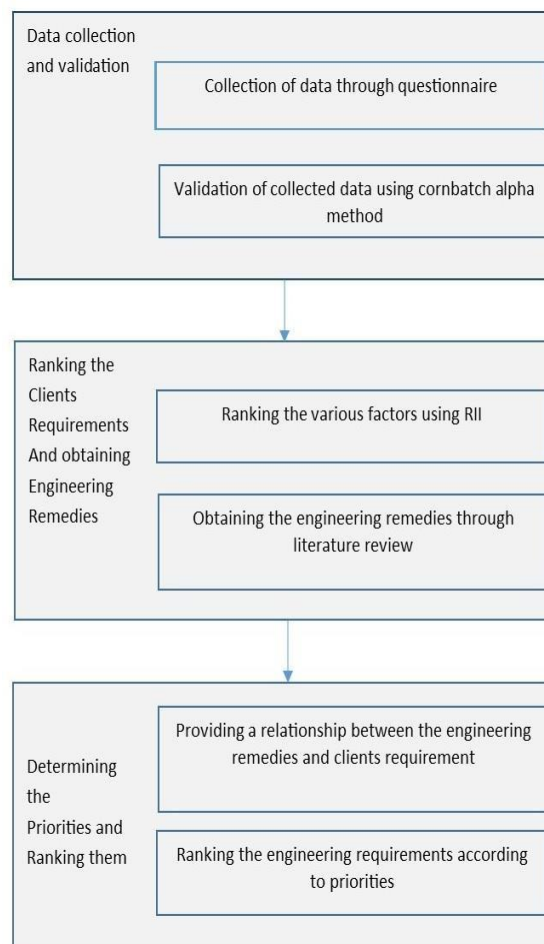 Data collection
and validation
Collection of data through questionnaire
Validation of collected data using cornbatch alpha
method
Ranking the
Clients
Requirements
And obtaining
Engineering
Remedies
Ranking the various factors using RII
Obtaining the engineering remedies through
literature review
Determining
the
Priorities and
Ranking them
Providing a relationship between the engineering
remedies and clients requirement
Ranking the engineering requirements according
to priorities